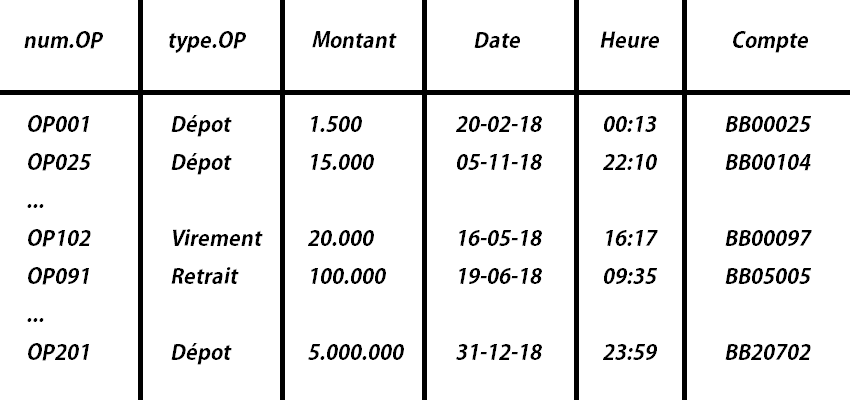 num.OP type.OP Montant Date Heure Compte
OP001 Dépot 1.500 20-02-18 00:13 BB00025
OP025 Dépot 15.000 05-11-18 22:10 BB00104
...
OP102 Virement 20.000 16-05-18 16:17 BB00097
OP091 Retrait 100.000 19-06-18 09:35 BB05005
...
OP201 Dépot 5.000.000 31-12-18 23:59 BB20702